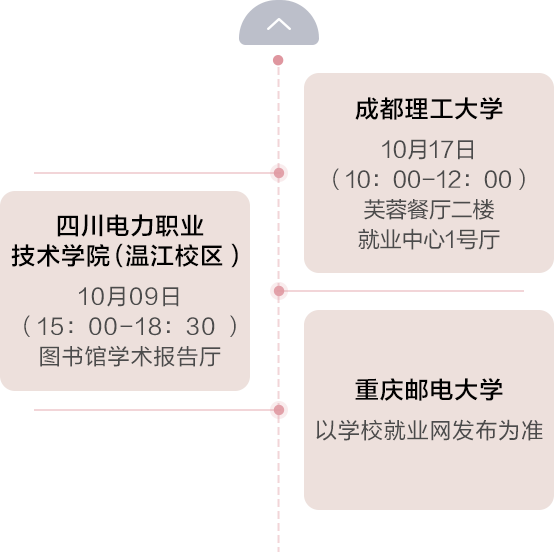 成都理工大学
10月17日
（10：00-12：00）
芙蓉餐厅二楼
就业中心1号厅
四川电力职业
技术学院（温江校区）
10月09日
（15：00-18：30）
图书馆学术报告厅
重庆邮电大学
以学校就业网发布为准